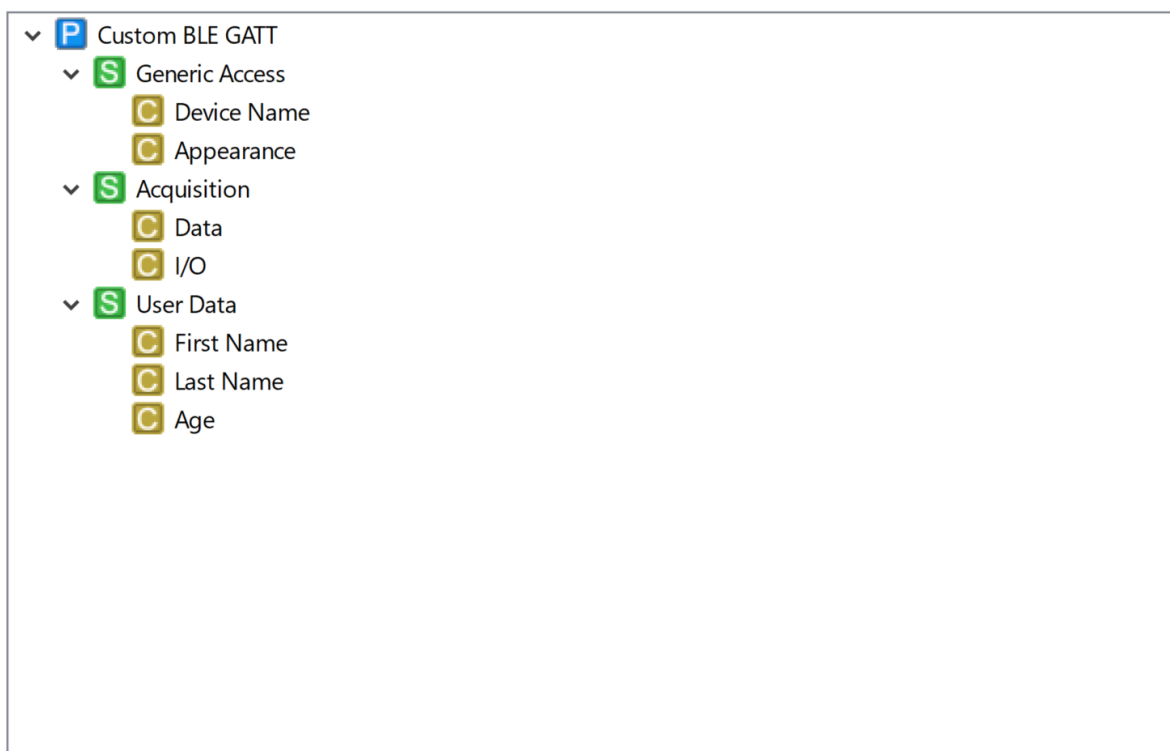 P Custom BLE GATT
S Generic Access
C Device Name
C Appearance
S Acquisition
C Data
C I/O
S User Data
C First Name
C Last Name
C Age